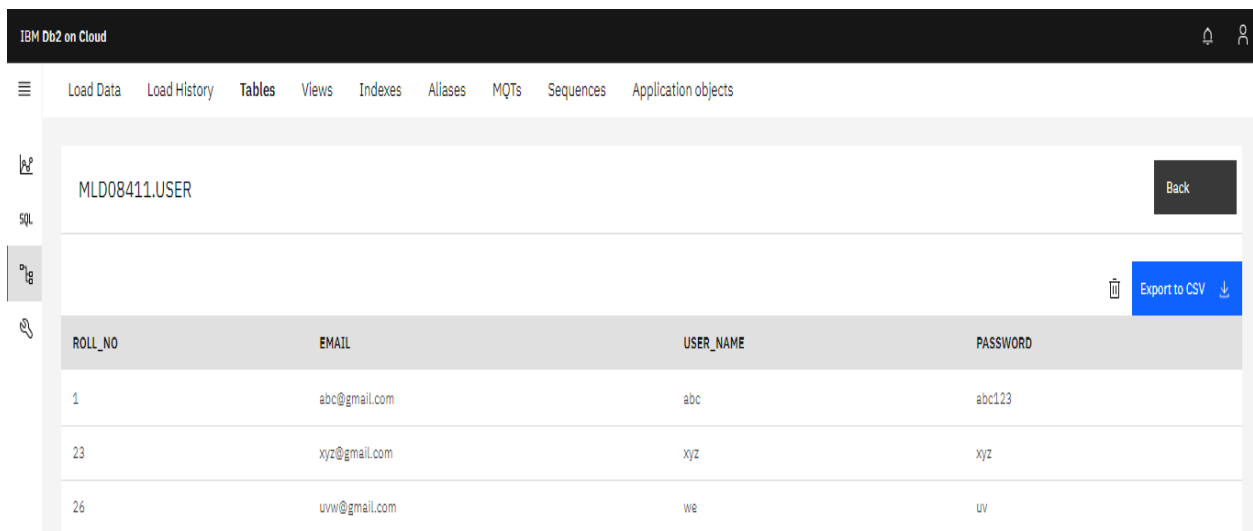 IBM Db2 on Cloud
Load Data Load History Tables Views Indexes Aliases MQTs Sequences Application objects
MLD08411.USER
Back
SQL
Export to CSV
ROLL_NO EMAIL USER_NAME PASSWORD
1 abc@gmail.com abc abc123
23 xyz@gmail.com xyz xyz
26 uvw@gmail.com we uv